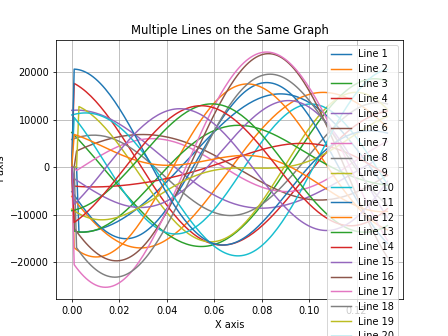 Multiple Lines on the Same Graph
20000
10000
0
−10000
−20000
0.00
0.02
0.04
0.06
0.08
0.10
X axis
Line 1
Line 2
Line 3
Line 4
Line 5
Line 6
Line 7
Line 8
Line 9
Line 10
Line 11
Line 12
Line 13
Line 14
Line 15
Line 16
Line 17
Line 18
Line 19
Line 20